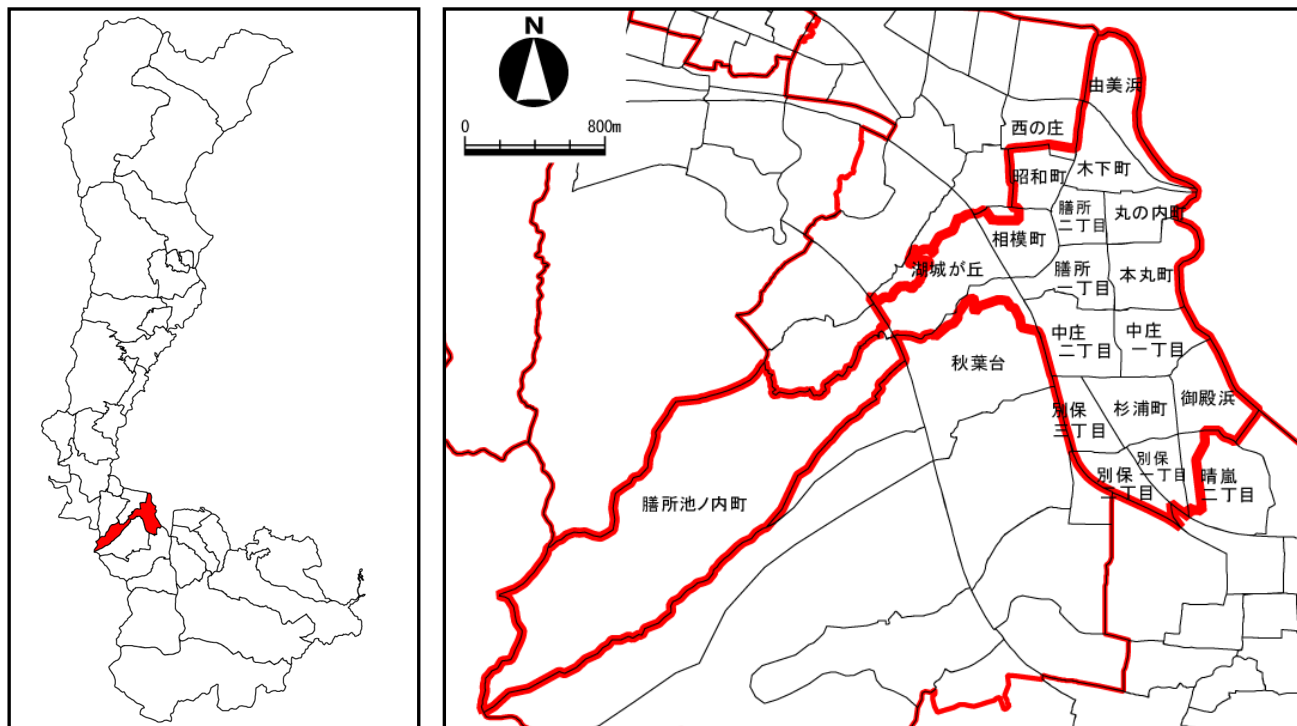 N
0
800m
由美浜
西の庄
昭和町
木下町
膳所
二丁目
丸の内町
相模町
湖城が丘
膳所
一丁目
本丸町
中庄
二丁目
中庄
一丁目
秋葉台
御殿浜
別保
三丁目
杉浦町
別保
一丁目
別保
二丁目
晴嵐
二丁目
膳所池ノ内町